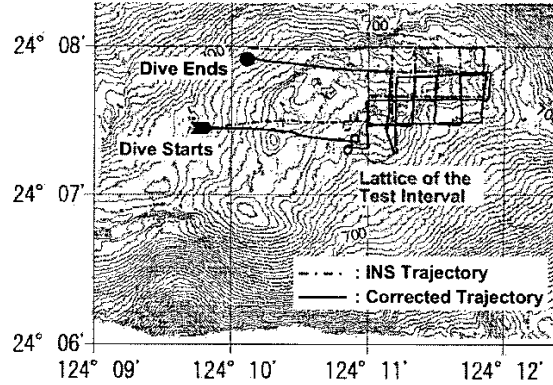 24° 08'
700
Dive Ends
Dive Starts
24° 07'
Lattice of the
Test Interval
700
: INS Trajectory
: Corrected Trajectory
24° 06'
124° 09' 124° 10' 124° 11' 124° 12'